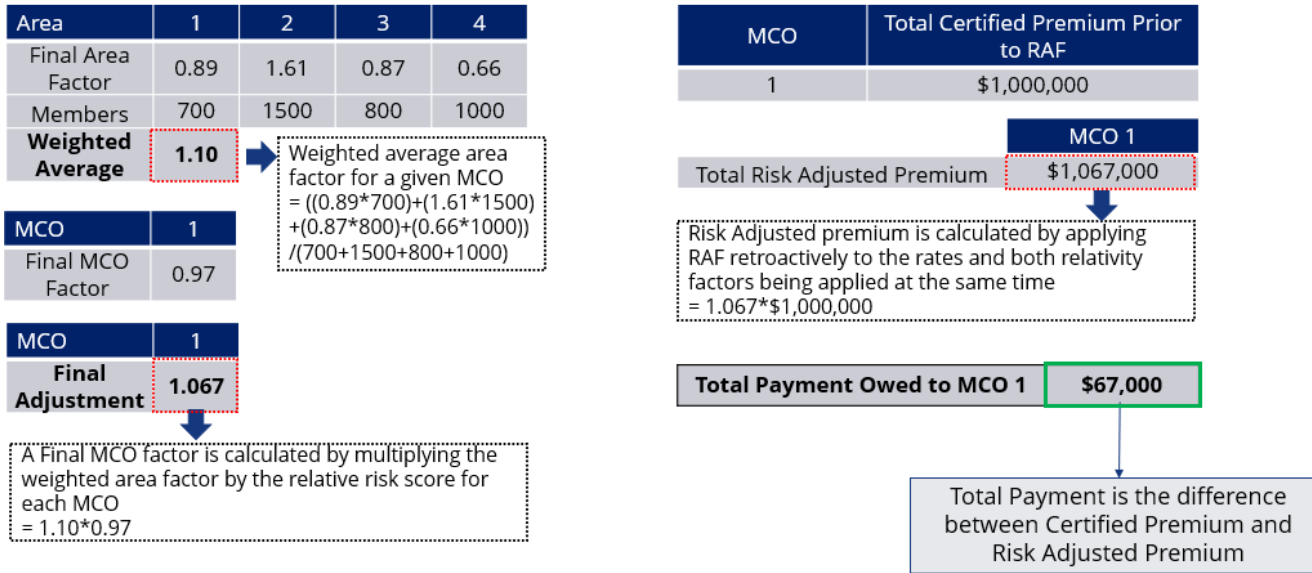 Area 1 2 3 4
Final Area
Factor 0.89 1.61 0.87 0.66
Members 700 1500 800 1000
Weighted
Average 1.10
Weighted average area
factor for a given MCO
= ((0.89*700)+(1.61*1500)
+(0.87*800)+(0.66*1000))
/(700+1500+800+1000)
MCO 1
Final MCO
Factor 0.97
MCO 1
Final
Adjustment 1.067
A Final MCO factor is calculated by multiplying the
weighted area factor by the relative risk score for
each MCO
= 1.10*0.97
MCO Total Certified Premium Prior
to RAF
1 $1,000,000
MCO 1
Total Risk Adjusted Premium $1,067,000
Risk Adjusted premium is calculated by applying
RAF retroactively to the rates and both relativity
factors being applied at the same time
= 1.067*$1,000,000
Total Payment Owed to MCO 1 $67,000
Total Payment is the difference
between Certified Premium and
Risk Adjusted Premium